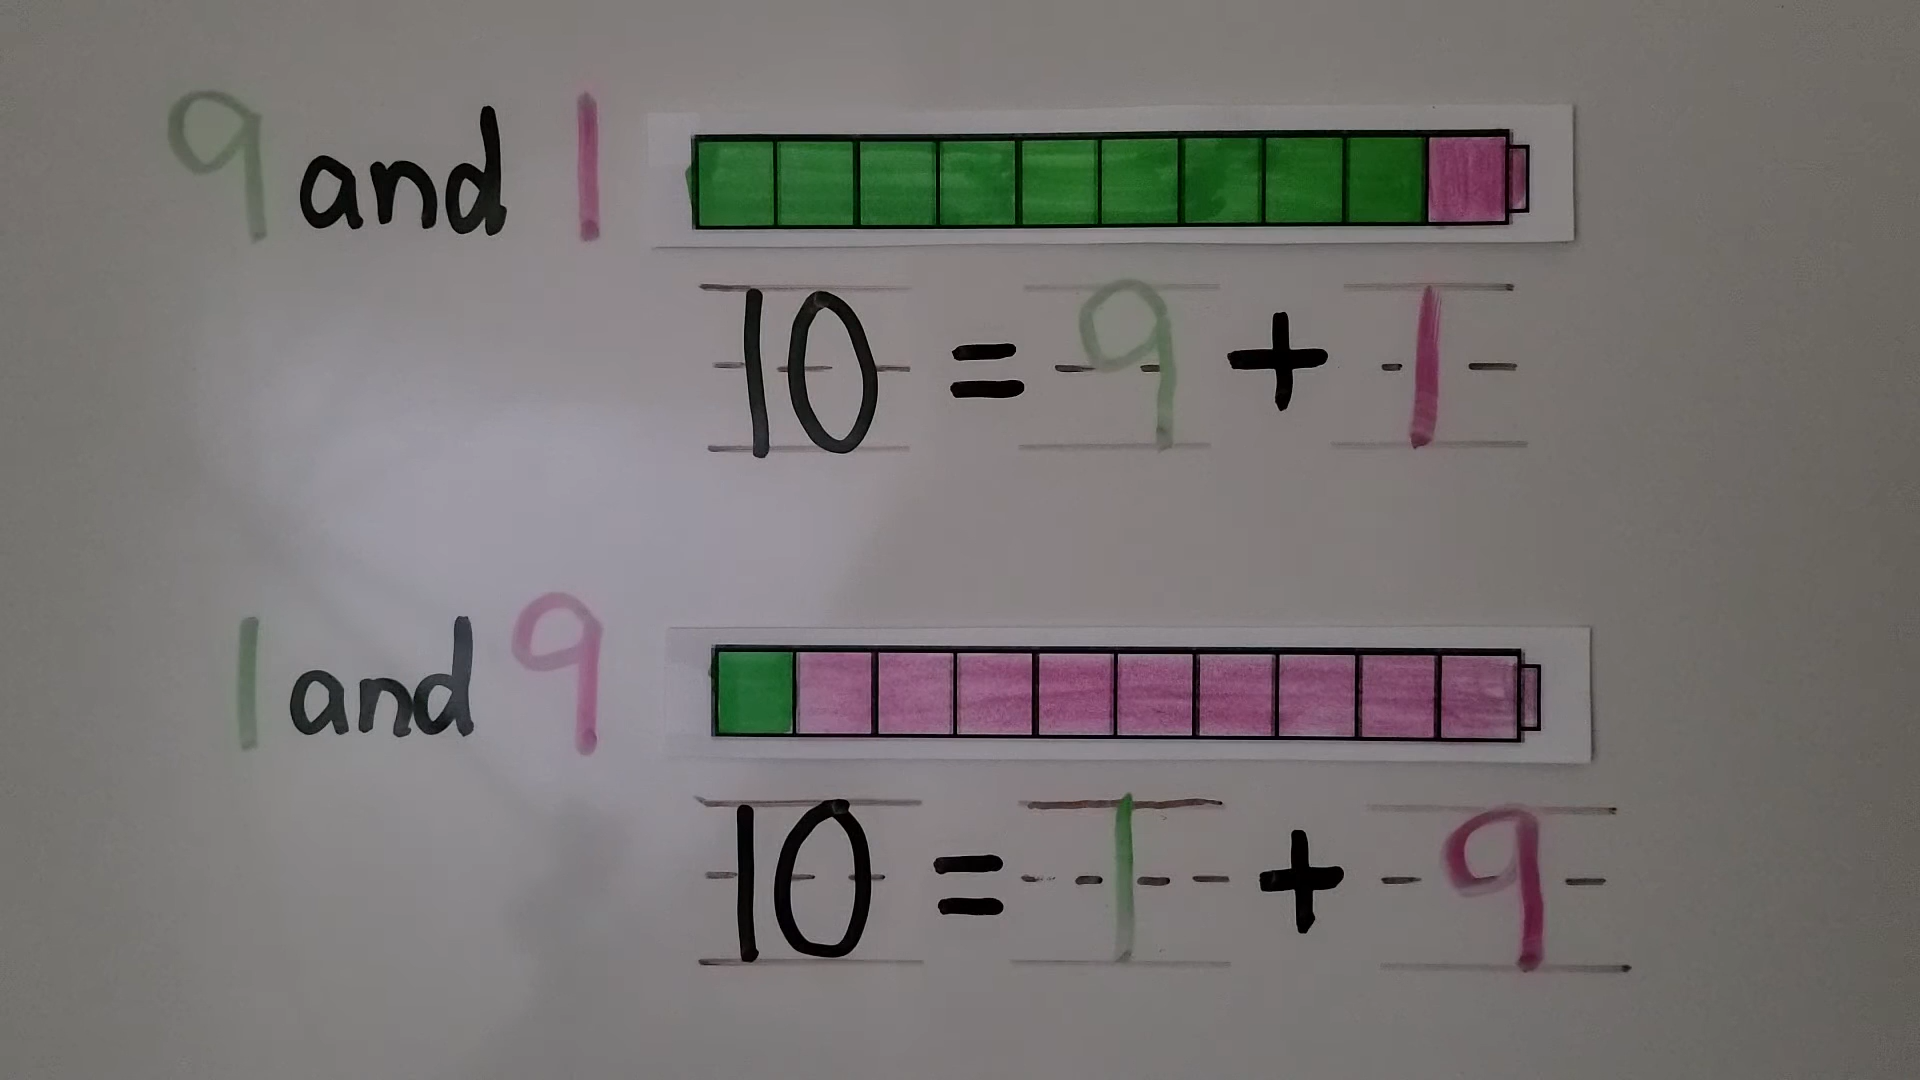 9 and 1
10 = 9 + 1
1 and 9
10 = 1 + 9